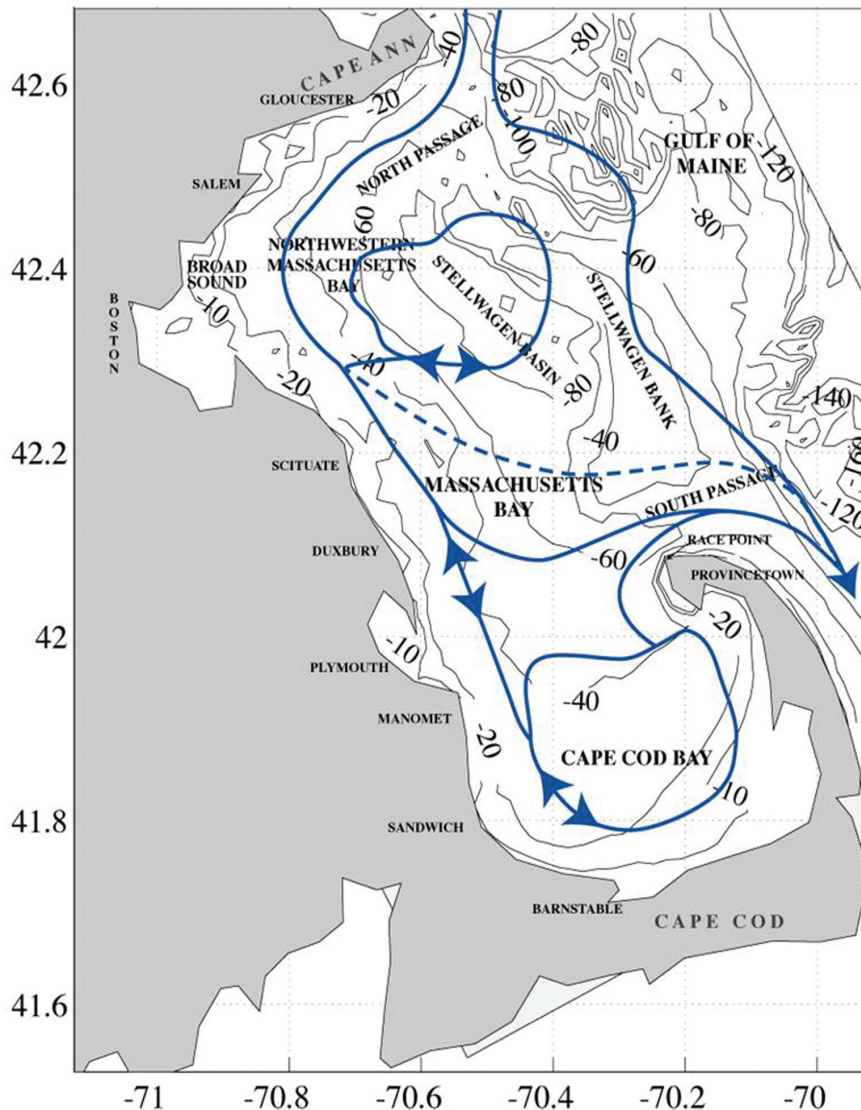 -80
-40
CAPE ANN
42.6
-80
GLOUCESTER
-20
-100
GULF OF
MAINE
-120
NORTH PASSAGE
SALEM
-80
60
NORTHWESTERN
MASSACHUSETTS
BAY
-60
42.4
BROAD
SOUND
-10
BOSTON
STELLWAGEN BASIN
STELLWAGEN BANK
-40
-20
-80
-140
-40
42.2
SCITUATE
MASSACHUSETTS
BAY
SOUTH PASSAGE
-120
RACE POINT
DUXBURY
-60
PROVINCETOWN
-20
42
-10
PLYMOUTH
-40
MANOMET
-20
CAPE COD BAY
-10
41.8
SANDWICH
BARNSTABLE
CAPE COD
41.6
-71
-70.8
-70.6
-70.4
-70.2
-70